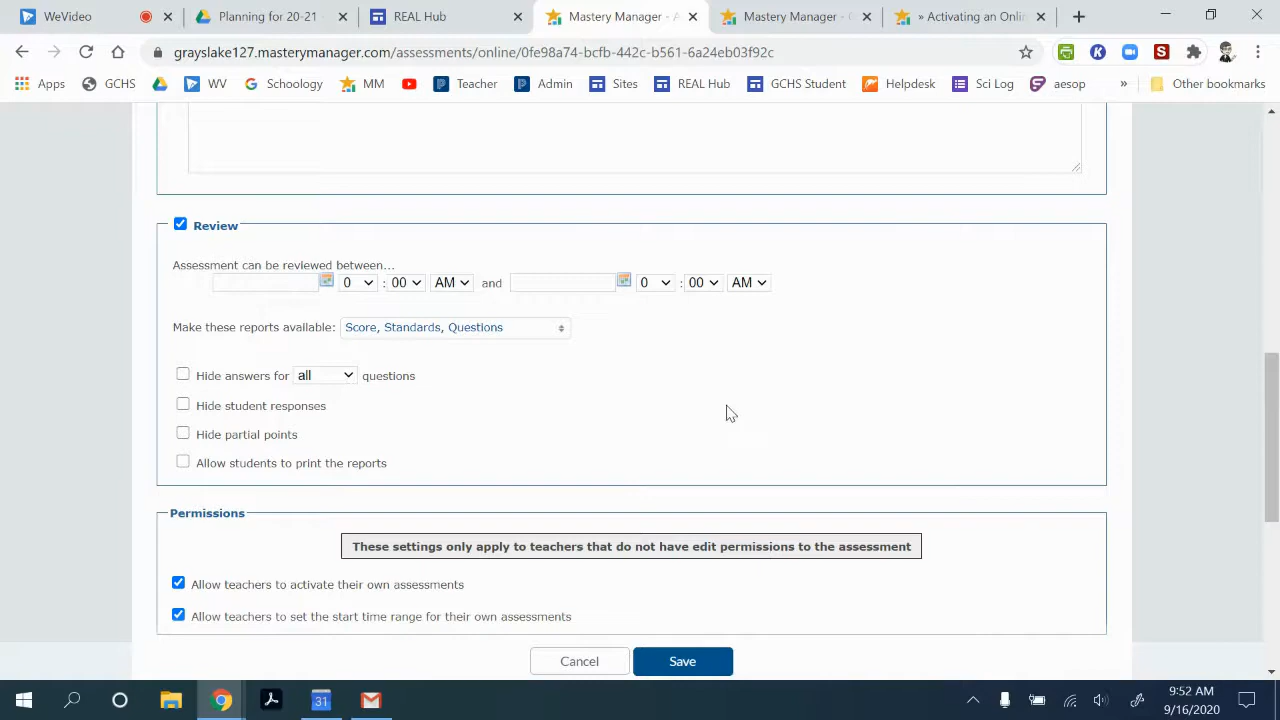 WeVideo
Planning for 20-21
REAL Hub
Mastery Manager - A
Mastery Manager - C
» Activating an Onlin
grayslake127.masterymanager.com/assessments/online/0fe98a74-bcfb-442c-b561-6a24eb03f92c
Apps GCHS WV Schoology MM Teacher Admin Sites REAL Hub GCHS Student Helpdesk Sci Log aesop » Other bookmarks
Review
Assessment can be reviewed between...
0 : 00 AM and 0 : 00 AM
Make these reports available: Score, Standards, Questions
Hide answers for all questions
Hide student responses
Hide partial points
Allow students to print the reports
Permissions
These settings only apply to teachers that do not have edit permissions to the assessment
Allow teachers to activate their own assessments
Allow teachers to set the start time range for their own assessments
Cancel Save
31
9:52 AM
9/16/2020